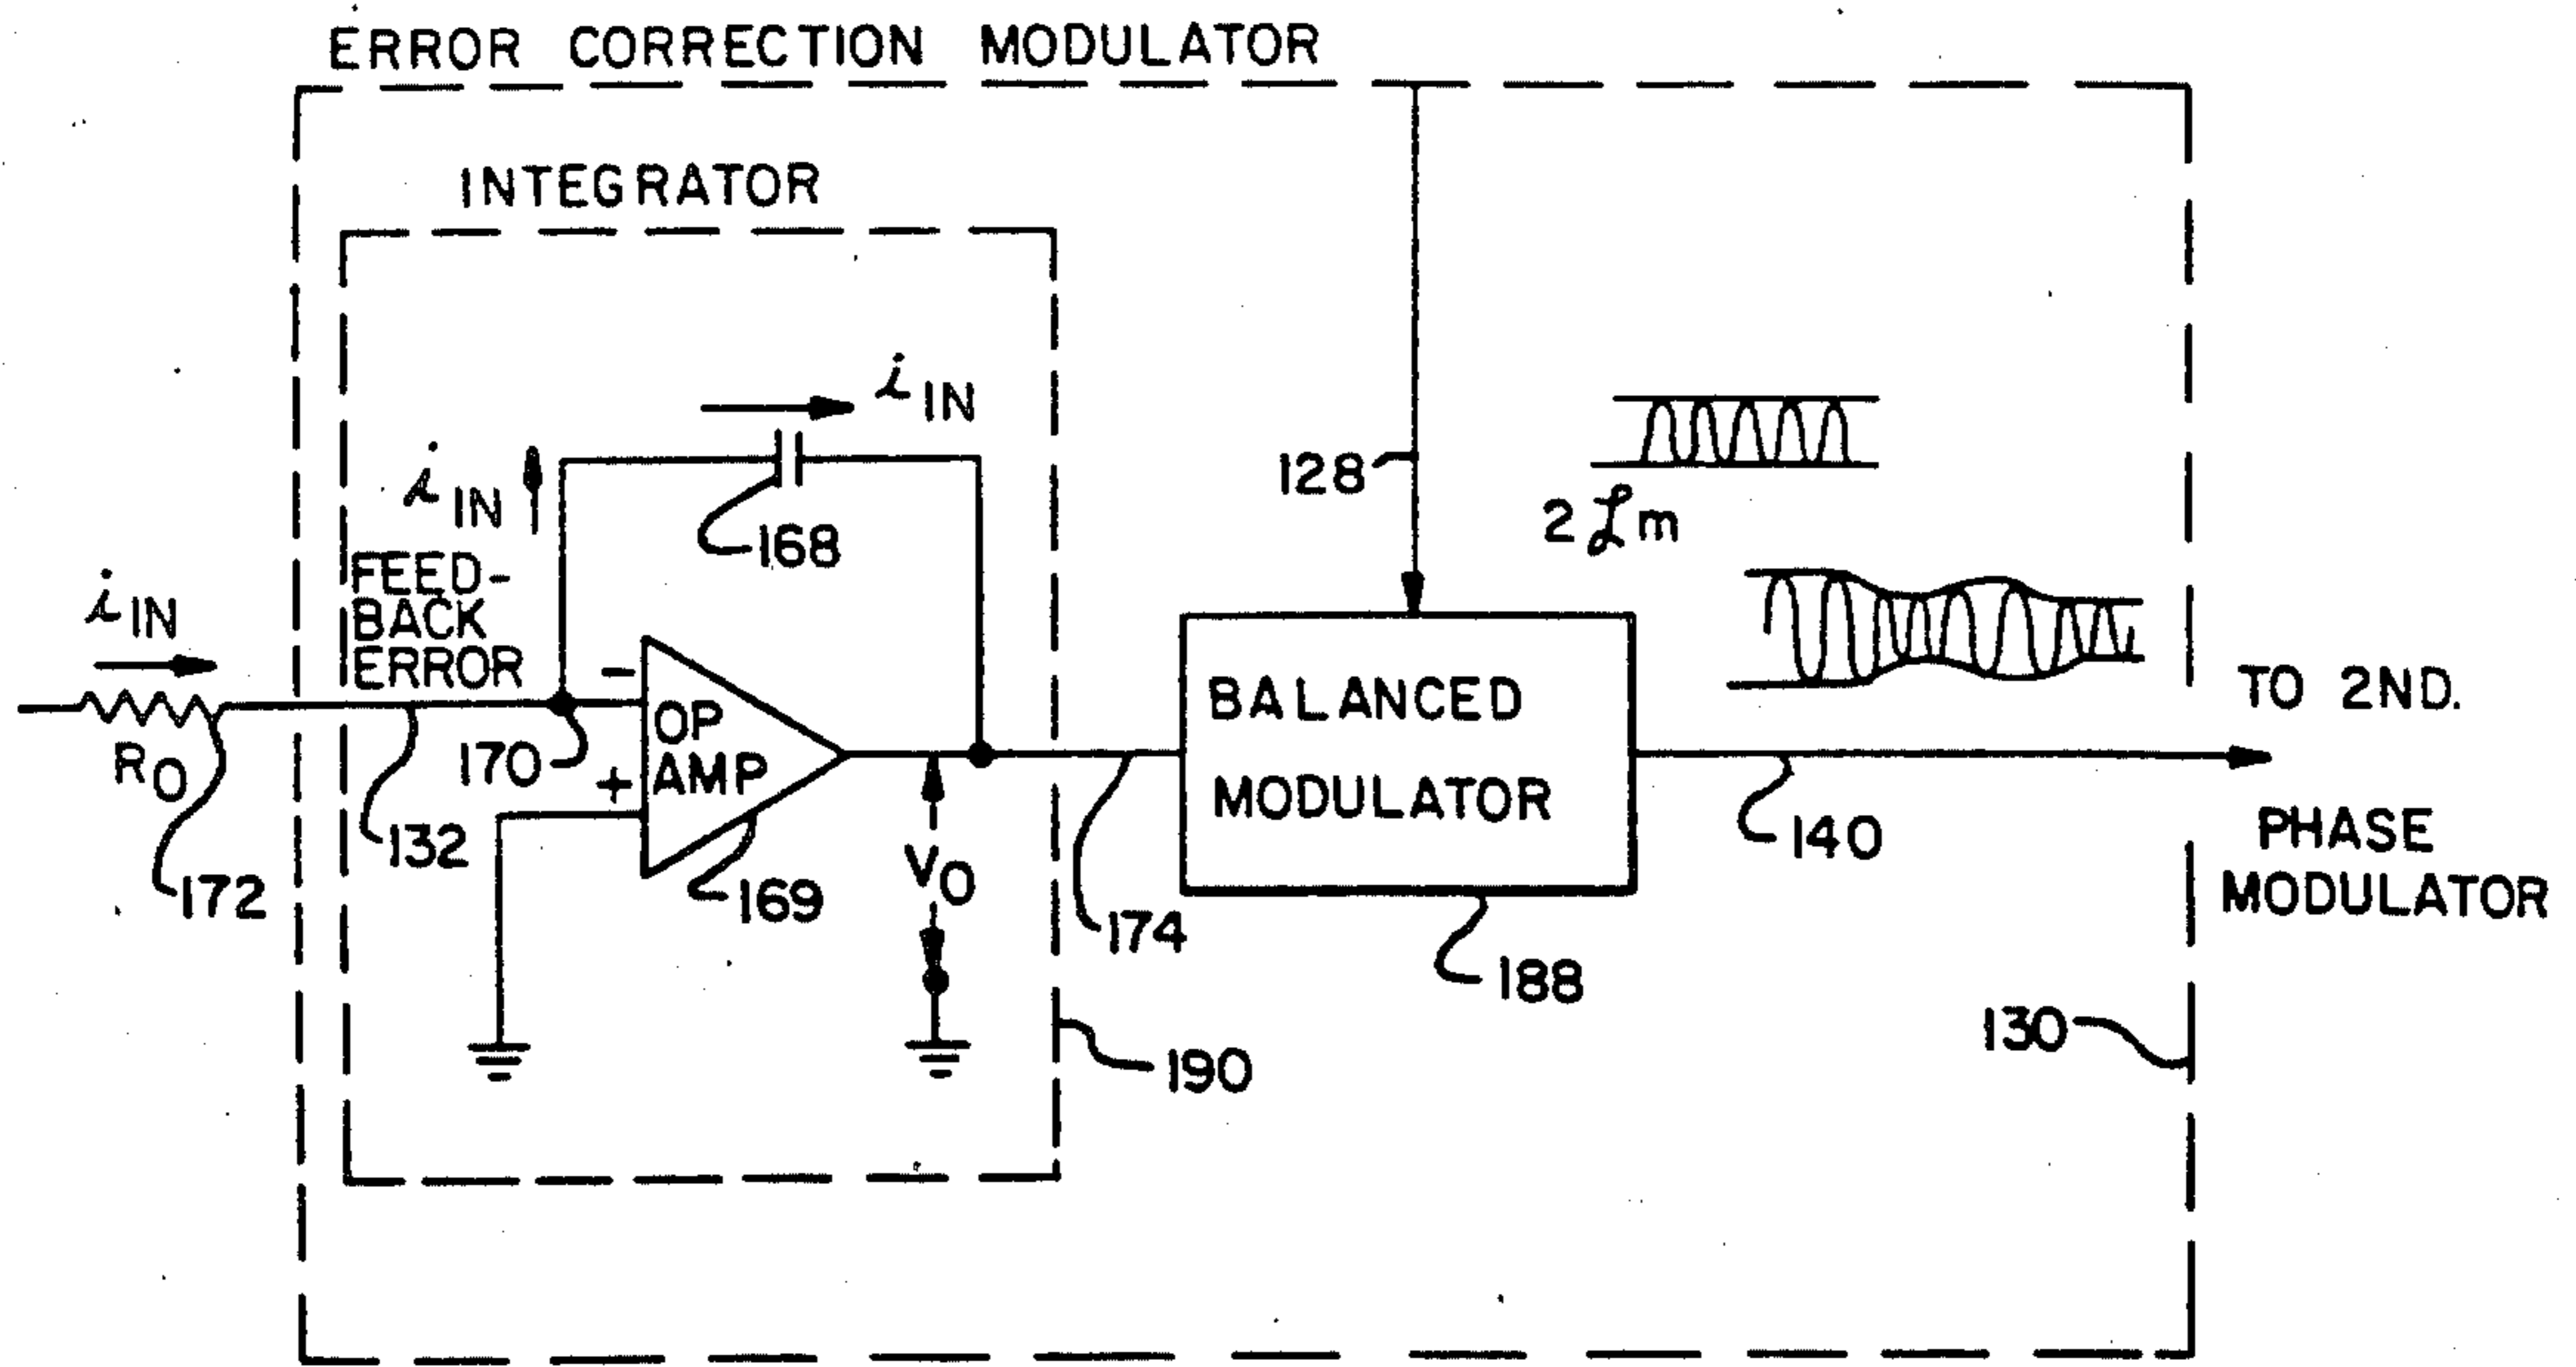 ERROR CORRECTION MODULATOR
INTEGRATOR
i IN
i IN
i IN
FEED-
BACK
ERROR
R0
172
132
170
168
-
+
OP
AMP
169
V0
174
190
128
2 ℒm
BALANCED
MODULATOR
188
140
130
TO 2ND.
PHASE
MODULATOR